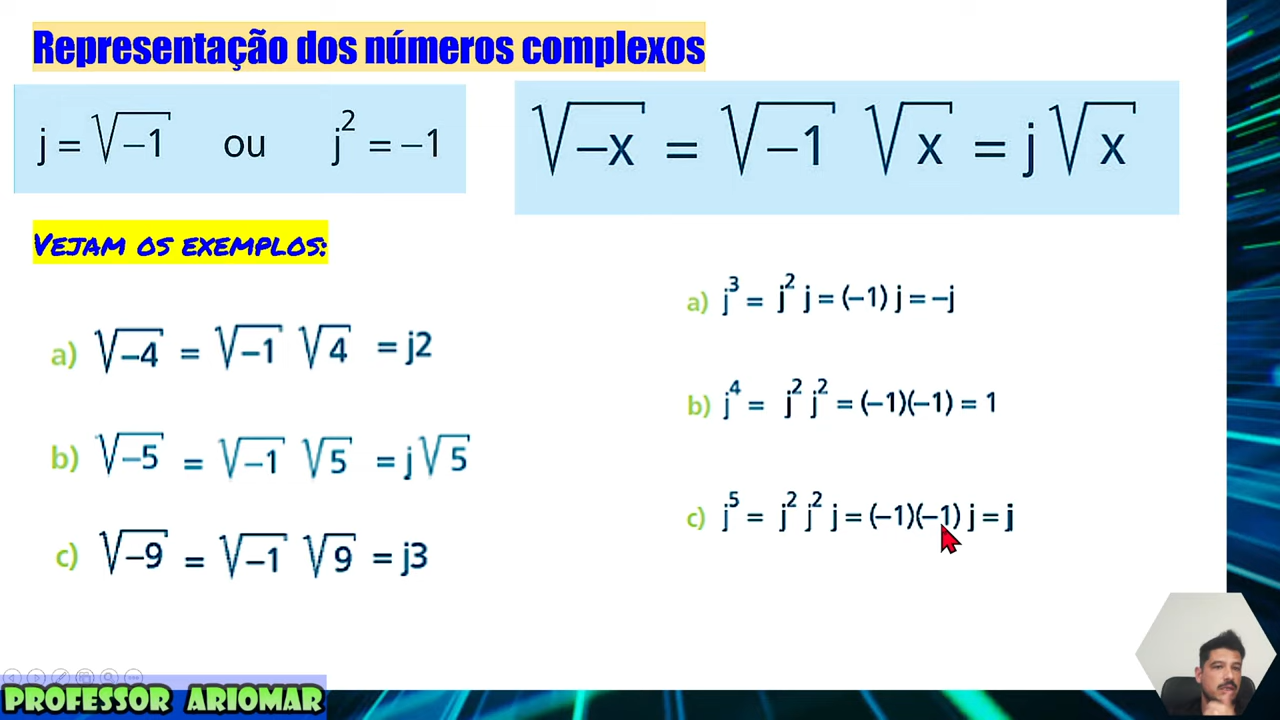 Representação dos números complexos
j = √−1 ou j² = −1
√−x = √−1 √x = j√x
Vejam os exemplos:
a) √−4 = √−1 √4 = j2
b) √−5 = √−1 √5 = j√5
c) √−9 = √−1 √9 = j3
a) j³ = j² j = (−1) j = −j
b) j⁴ = j² j² = (−1)(−1) = 1
c) j⁵ = j² j² j = (−1)(−1) j = j
PROFESSOR ARIOMAR